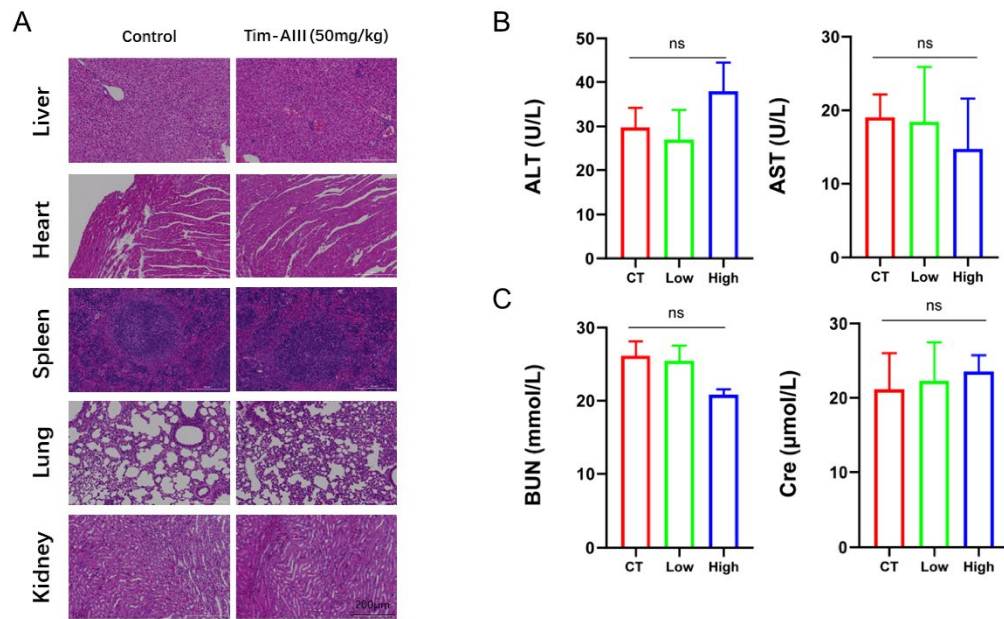 A
Control
Tim-AIII (50mg/kg)
Liver
Heart
Spleen
Lung
Kidney
200μm
B
ALT (U/L)
50
40
30
20
10
0
ns
CT Low High
AST (U/L)
30
20
10
0
ns
CT Low High
C
BUN (mmol/L)
30
20
10
0
ns
CT Low High
Cre (μmol/L)
30
20
10
0
ns
CT Low High